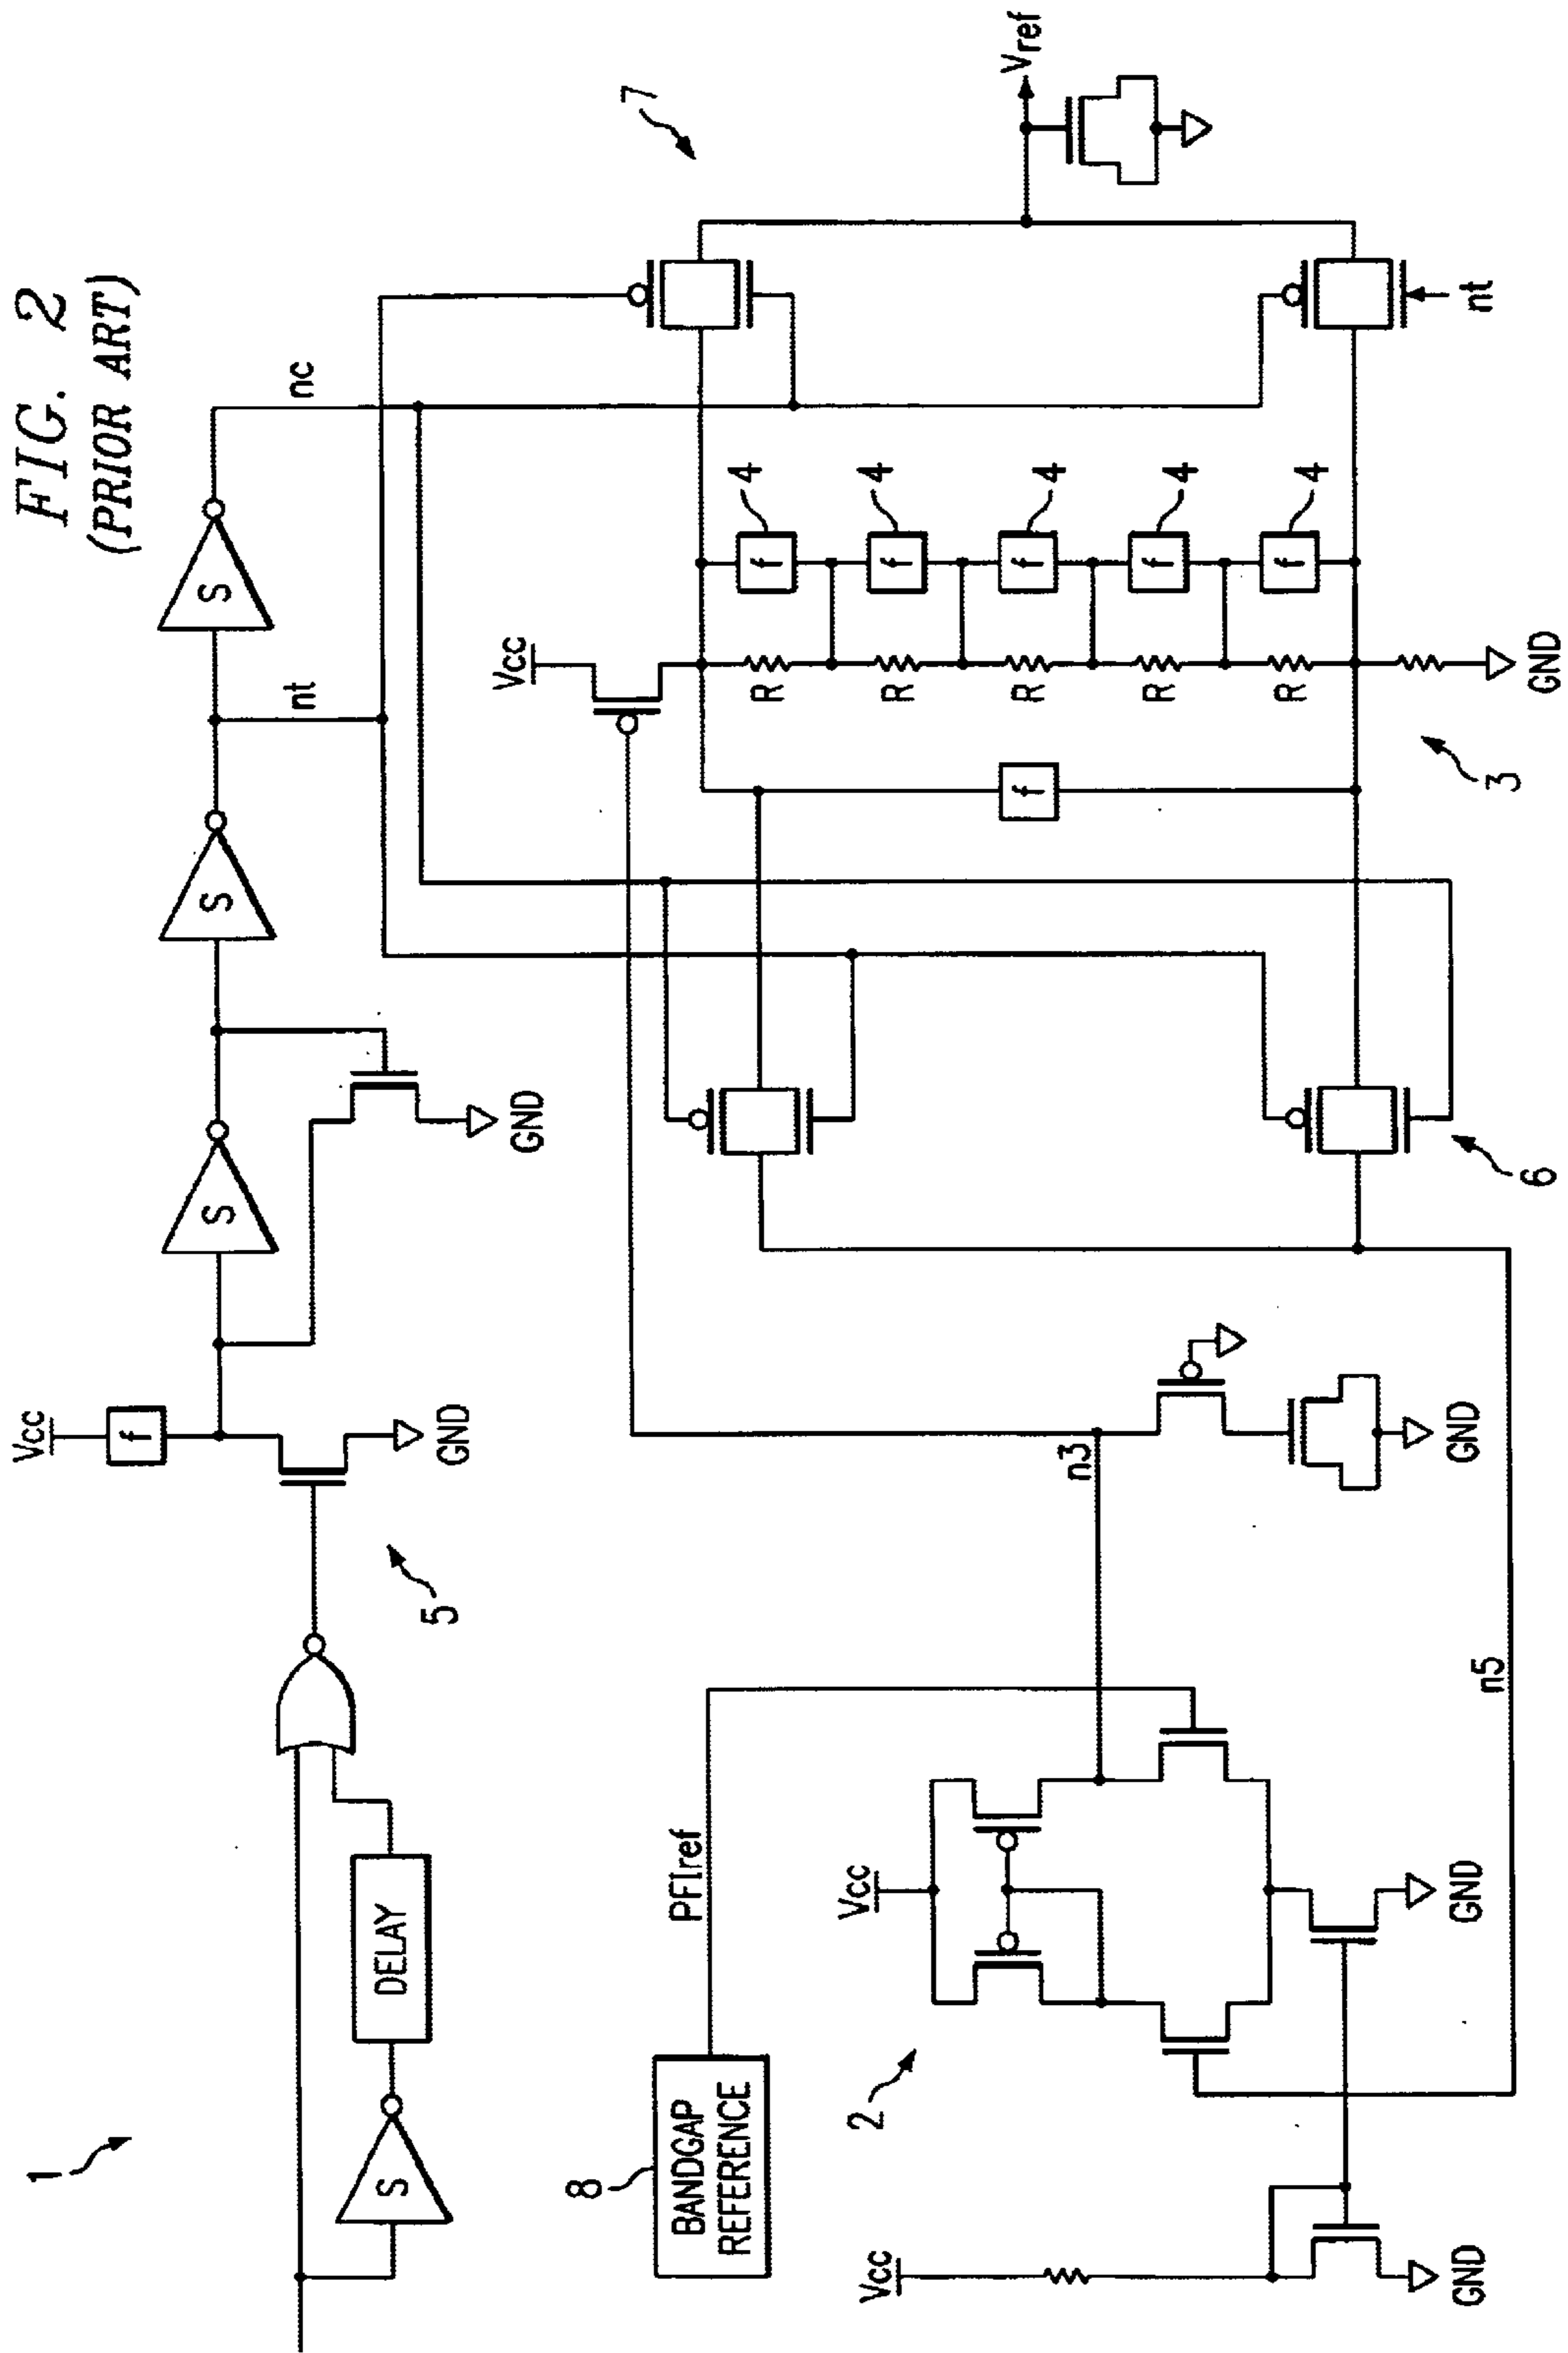 FIG. 2
(PRIOR ART)
1
S
DELAY
5
Vcc
f
GND
S
GND
S
nt
S
nc
7
Vref
8
BANDGAP
REFERENCE
PFIref
2
Vcc
Vcc
GND
GND
n3
n5
GND
6
f
3
Vcc
R
R
R
R
R
GND
f
f
f
f
f
4
4
4
4
4
nt